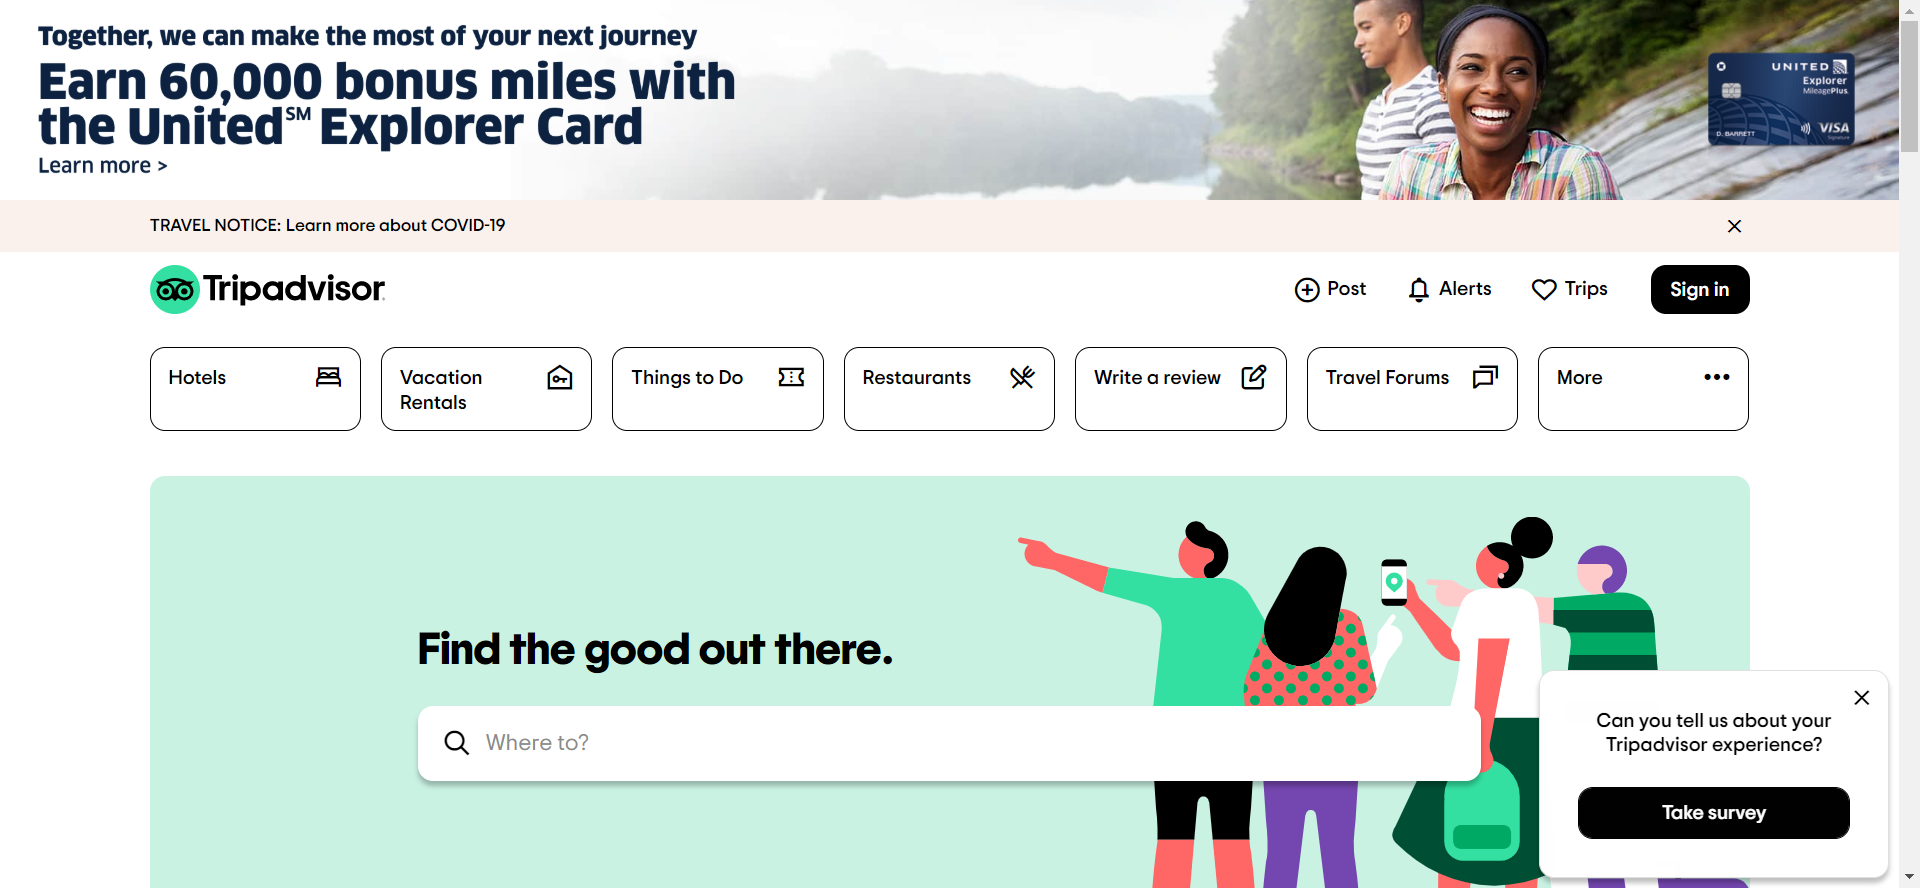 Together, we can make the most of your next journey
Earn 60,000 bonus miles with
the United℠ Explorer Card
Learn more >
UNITED
Explorer
MileagePlus
D. BARRETT
VISA
Signature
TRAVEL NOTICE: Learn more about COVID-19
Tripadvisor
Post
Alerts
Trips
Sign in
Hotels
Vacation
Rentals
Things to Do
Restaurants
Write a review
Travel Forums
More
Find the good out there.
Where to?
Can you tell us about your
Tripadvisor experience?
Take survey